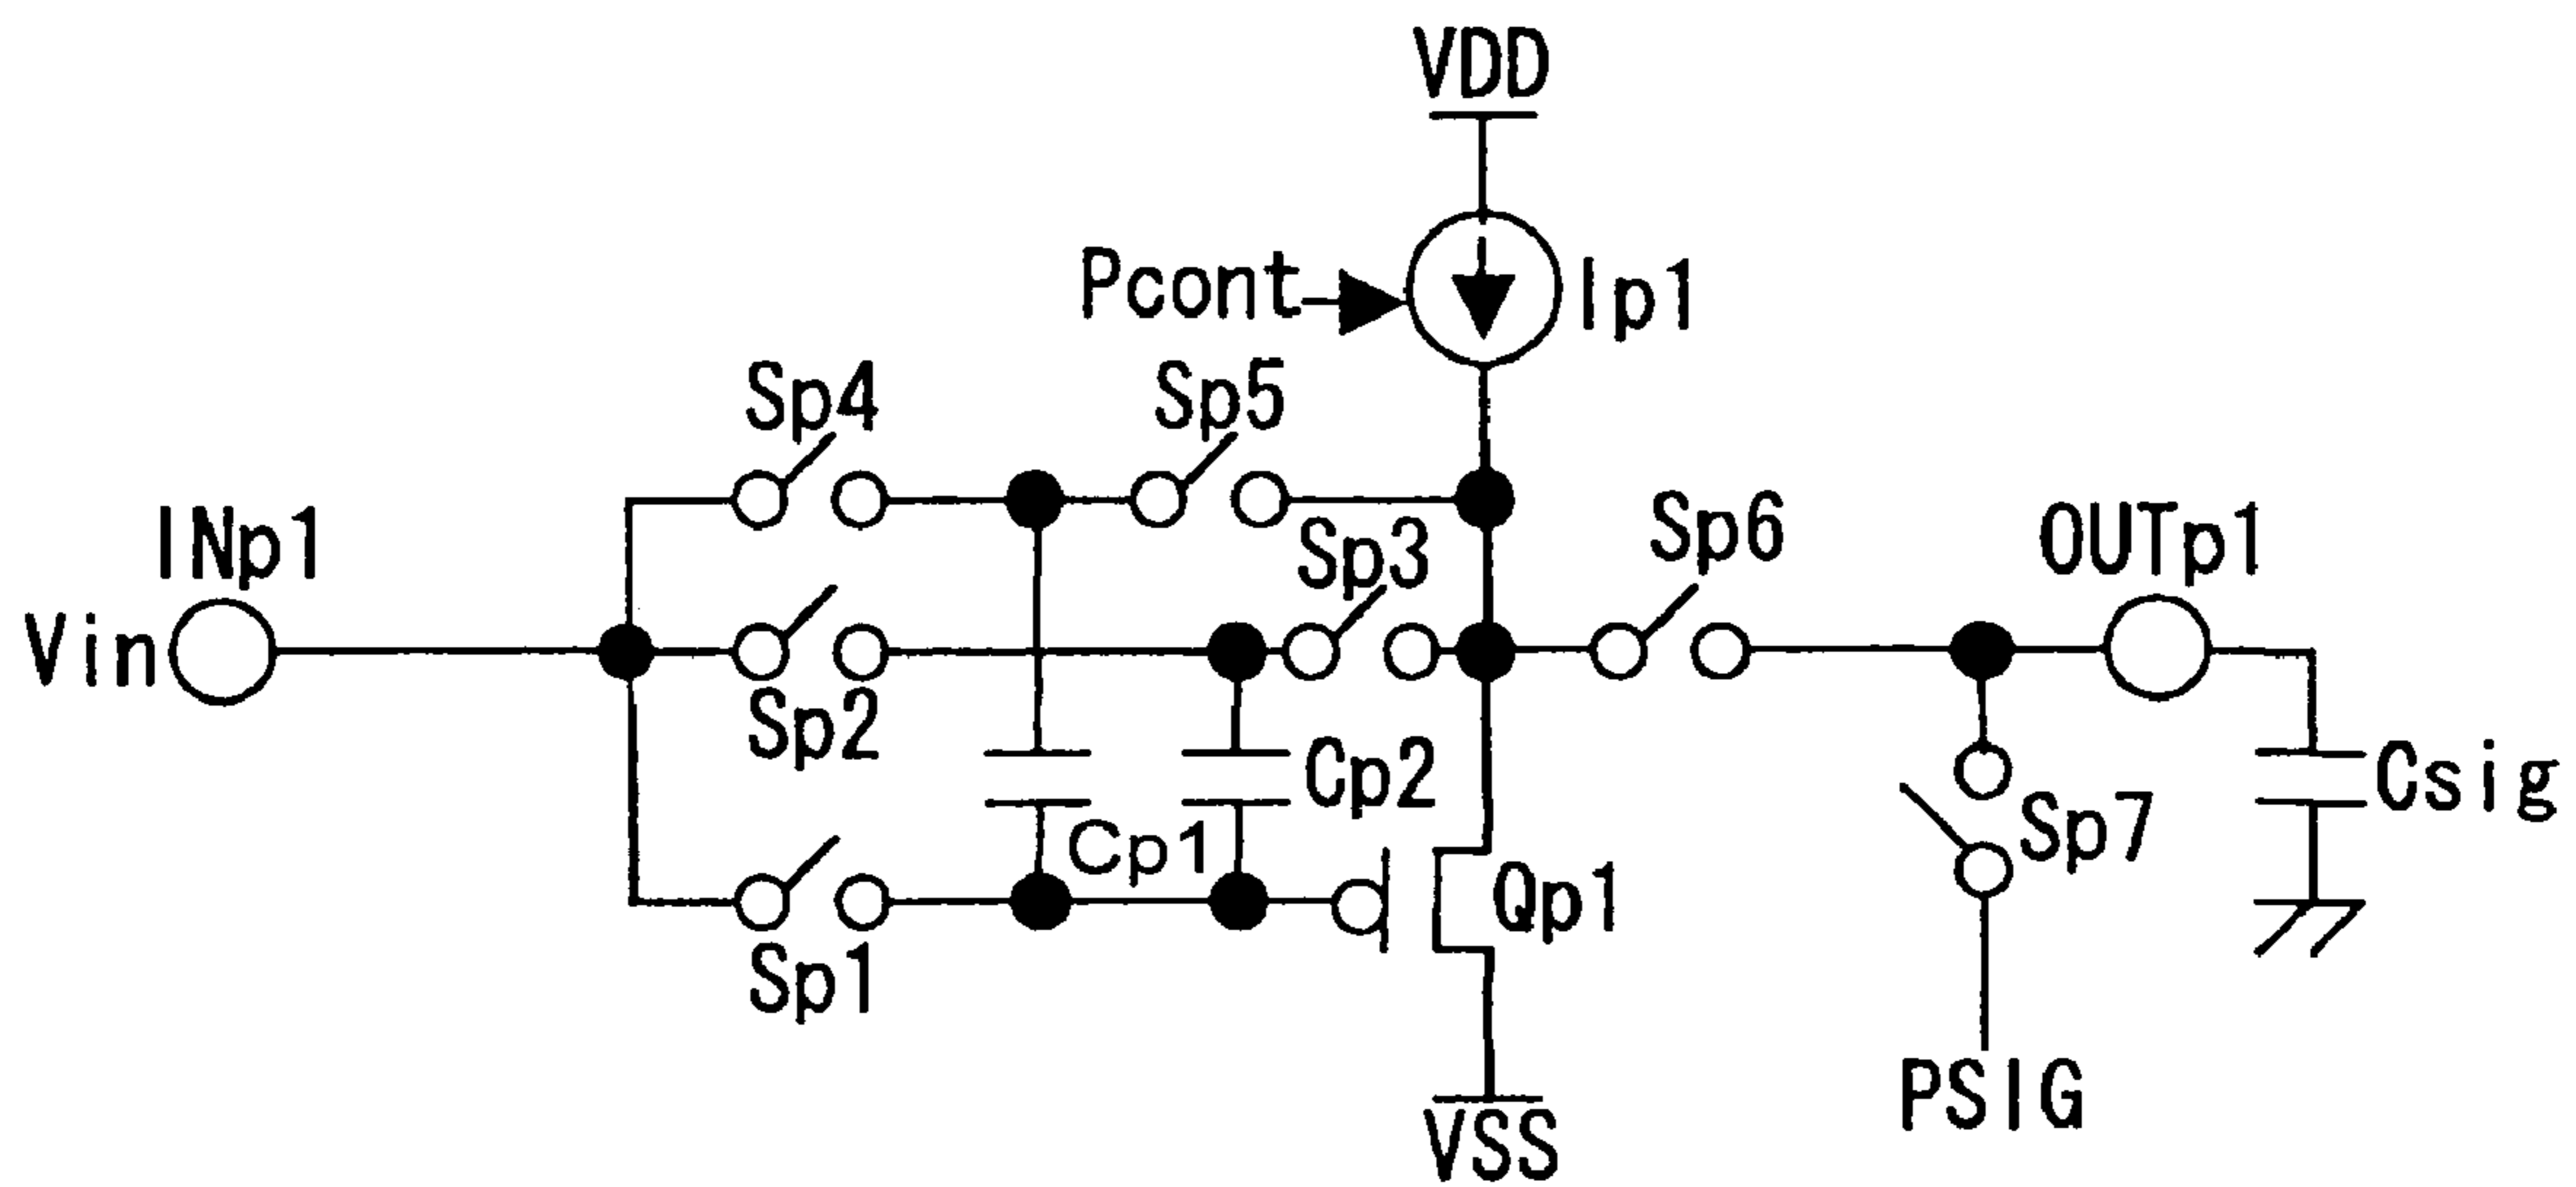 VDD
Pcont
Ip1
Sp4
Sp5
INp1
Sp3
Sp6
OUTp1
Vin
Sp2
Cp2
Csig
Cp1
Sp7
Qp1
Sp1
PSIG
VSS